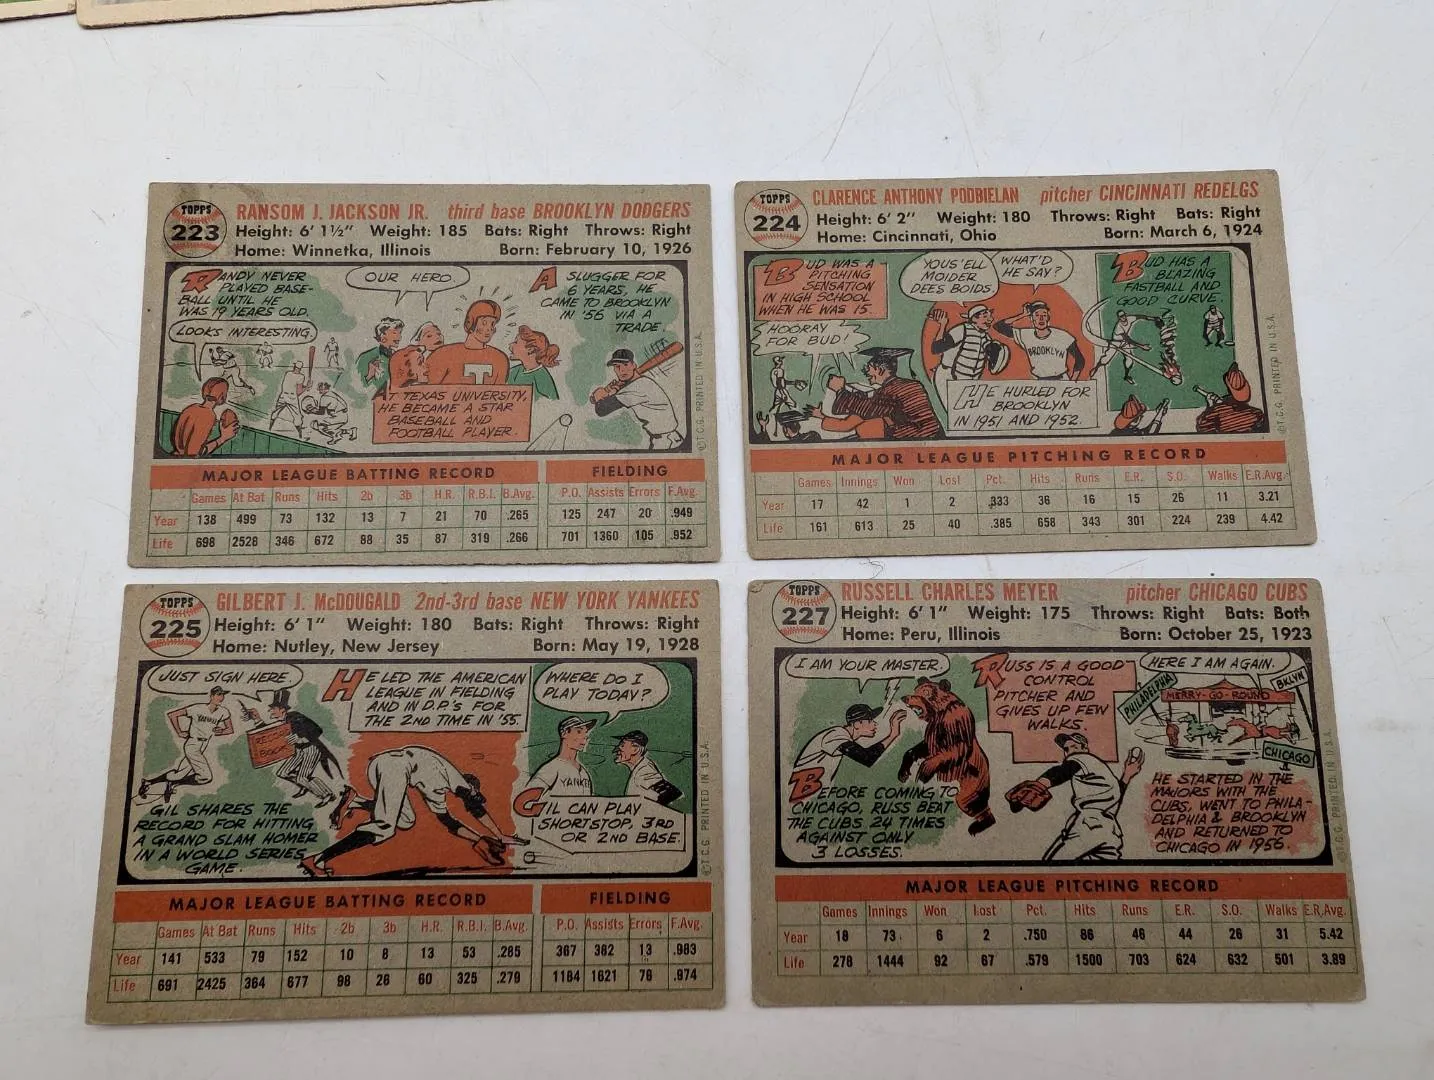 TOPPS
223
RANSOM J. JACKSON JR. third base BROOKLYN DODGERS
Height: 6' 1½" Weight: 185 Bats: Right Throws: Right
Home: Winnetka, Illinois Born: February 10, 1926
RANDY NEVER
PLAYED BASE-
BALL UNTIL HE
WAS 19 YEARS OLD.
LOOKS INTERESTING.
OUR HERO.
T
AT TEXAS UNIVERSITY,
HE BECAME A STAR
BASEBALL AND
FOOTBALL PLAYER.
A SLUGGER FOR
6 YEARS, HE
CAME TO BROOKLYN
IN '56 VIA A
TRADE.
©T.C.G. PRINTED IN U.S.A.
MAJOR LEAGUE BATTING RECORD FIELDING
Games At Bat Runs Hits 2b 3b H.R. R.B.I. B.Avg. P.O. Assists Errors F.Avg.
Year 138 499 73 132 13 7 21 70 .265 125 247 20 .949
Life 698 2528 346 672 88 35 87 319 .266 701 1360 105 .952
TOPPS
224
CLARENCE ANTHONY PODBIELAN pitcher CINCINNATI REDELGS
Height: 6' 2" Weight: 180 Throws: Right Bats: Right
Home: Cincinnati, Ohio Born: March 6, 1924
BUD WAS A
PITCHING
SENSATION
IN HIGH SCHOOL
WHEN HE WAS 15.
HOORAY
FOR BUD!
YOUS'ELL
MOIDER
DEES BOIDS.
WHAT'D
HE SAY?
BROOKLYN
HE HURLED FOR
BROOKLYN
IN 1951 AND 1952.
BUD HAS A
BLAZING
FASTBALL AND
GOOD CURVE.
©T.C.G. PRINTED IN U.S.A.
MAJOR LEAGUE PITCHING RECORD
Games Innings Won Lost Pct. Hits Runs E.R. S.O. Walks E.R.Avg.
Year 17 42 1 2 .333 36 16 15 26 11 3.21
Life 161 613 25 40 .385 658 343 301 224 239 4.42
TOPPS
225
GILBERT J. McDOUGALD 2nd-3rd base NEW YORK YANKEES
Height: 6' 1" Weight: 180 Bats: Right Throws: Right
Home: Nutley, New Jersey Born: May 19, 1928
JUST SIGN HERE.
RECORD
BOOK
GIL SHARES THE
RECORD FOR HITTING
A GRAND SLAM HOMER
IN A WORLD SERIES
GAME.
HE LED THE AMERICAN
LEAGUE IN FIELDING
AND IN D.P.'S FOR
THE 2ND TIME IN '55.
WHERE DO I
PLAY TODAY?
YANKE
GIL CAN PLAY
SHORTSTOP, 3RD
OR 2ND BASE.
©T.C.G. PRINTED IN U.S.A.
MAJOR LEAGUE BATTING RECORD FIELDING
Games At Bat Runs Hits 2b 3b H.R. R.B.I. B.Avg. P.O. Assists Errors F.Avg.
Year 141 533 79 152 10 8 13 53 .285 367 382 13 .983
Life 691 2425 364 677 98 26 60 325 .279 1184 1621 76 .974
TOPPS
227
RUSSELL CHARLES MEYER pitcher CHICAGO CUBS
Height: 6' 1" Weight: 175 Throws: Right Bats: Both
Home: Peru, Illinois Born: October 25, 1923
I AM YOUR MASTER.
BEFORE COMING TO
CHICAGO, RUSS BEAT
THE CUBS 24 TIMES
AGAINST ONLY
3 LOSSES.
RUSS IS A GOOD
CONTROL
PITCHER AND
GIVES UP FEW
WALKS.
HERE I AM AGAIN.
PHILADELPHIA
MERRY-GO-ROUND
BKLYN
CHICAGO
HE STARTED IN THE
MAJORS WITH THE
CUBS, WENT TO PHILA-
DELPHIA & BROOKLYN
AND RETURNED TO
CHICAGO IN 1956.
©T.C.G. PRINTED IN U.S.A.
MAJOR LEAGUE PITCHING RECORD
Games Innings Won Lost Pct. Hits Runs E.R. S.O. Walks E.R.Avg.
Year 18 73 6 2 .750 86 46 44 26 31 5.42
Life 278 1444 92 67 .579 1500 703 624 632 501 3.89